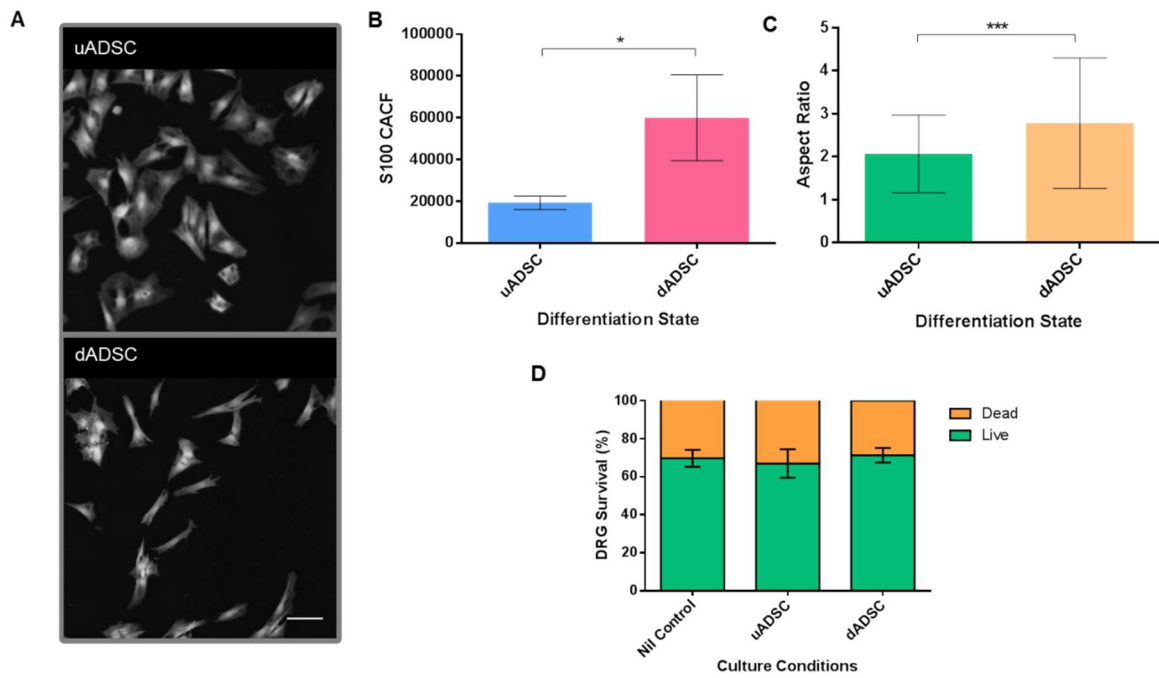 A
uADSC
dADSC
B
S100 CACF
100000
80000
60000
40000
20000
0
*
uADSC
dADSC
Differentiation State
C
Aspect Ratio
5
4
3
2
1
0
***
uADSC
dADSC
Differentiation State
D
DRG Survival (%)
100
80
60
40
20
0
Nil Control
uADSC
dADSC
Culture Conditions
Dead
Live